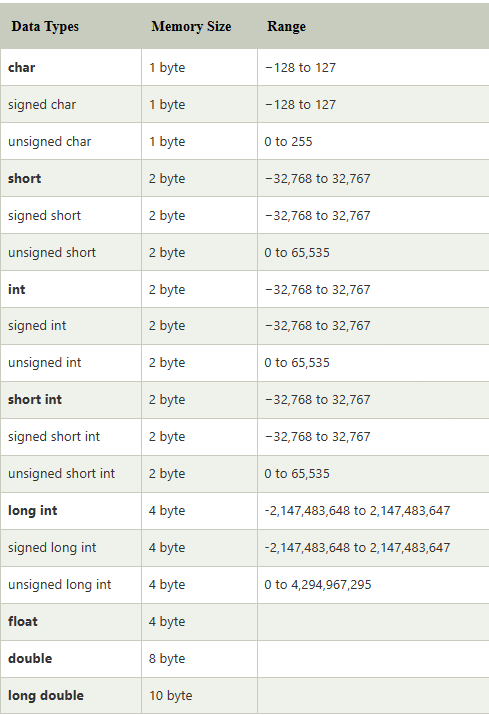 Data Types Memory Size Range
char 1 byte −128 to 127
signed char 1 byte −128 to 127
unsigned char 1 byte 0 to 255
short 2 byte −32,768 to 32,767
signed short 2 byte −32,768 to 32,767
unsigned short 2 byte 0 to 65,535
int 2 byte −32,768 to 32,767
signed int 2 byte −32,768 to 32,767
unsigned int 2 byte 0 to 65,535
short int 2 byte −32,768 to 32,767
signed short int 2 byte −32,768 to 32,767
unsigned short int 2 byte 0 to 65,535
long int 4 byte -2,147,483,648 to 2,147,483,647
signed long int 4 byte -2,147,483,648 to 2,147,483,647
unsigned long int 4 byte 0 to 4,294,967,295
float 4 byte
double 8 byte
long double 10 byte